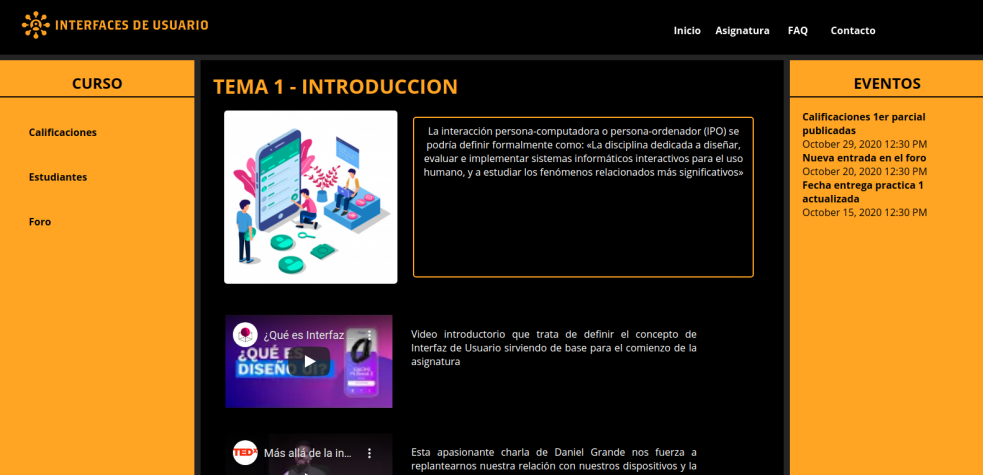 INTERFACES DE USUARIO
Inicio Asignatura FAQ Contacto
CURSO
Calificaciones
Estudiantes
Foro
TEMA 1 - INTRODUCCION
La interacción persona-computadora o persona-ordenador (IPO) se
podría definir formalmente como: «La disciplina dedicada a diseñar,
evaluar e implementar sistemas informáticos interactivos para el uso
humano, y a estudiar los fenómenos relacionados más significativos»
¿Qué es Interfaz
¿QUÉ ES
DISEÑO UI?
Video introductorio que trata de definir el concepto de
Interfaz de Usuario sirviendo de base para el comienzo de la
asignatura
TEDx
Más allá de la in...
Esta apasionante charla de Daniel Grande nos fuerza a
replantearnos nuestra relación con nuestros dispositivos y la
EVENTOS
Calificaciones 1er parcial
publicadas
October 29, 2020 12:30 PM
Nueva entrada en el foro
October 20, 2020 12:30 PM
Fecha entrega practica 1
actualizada
October 15, 2020 12:30 PM